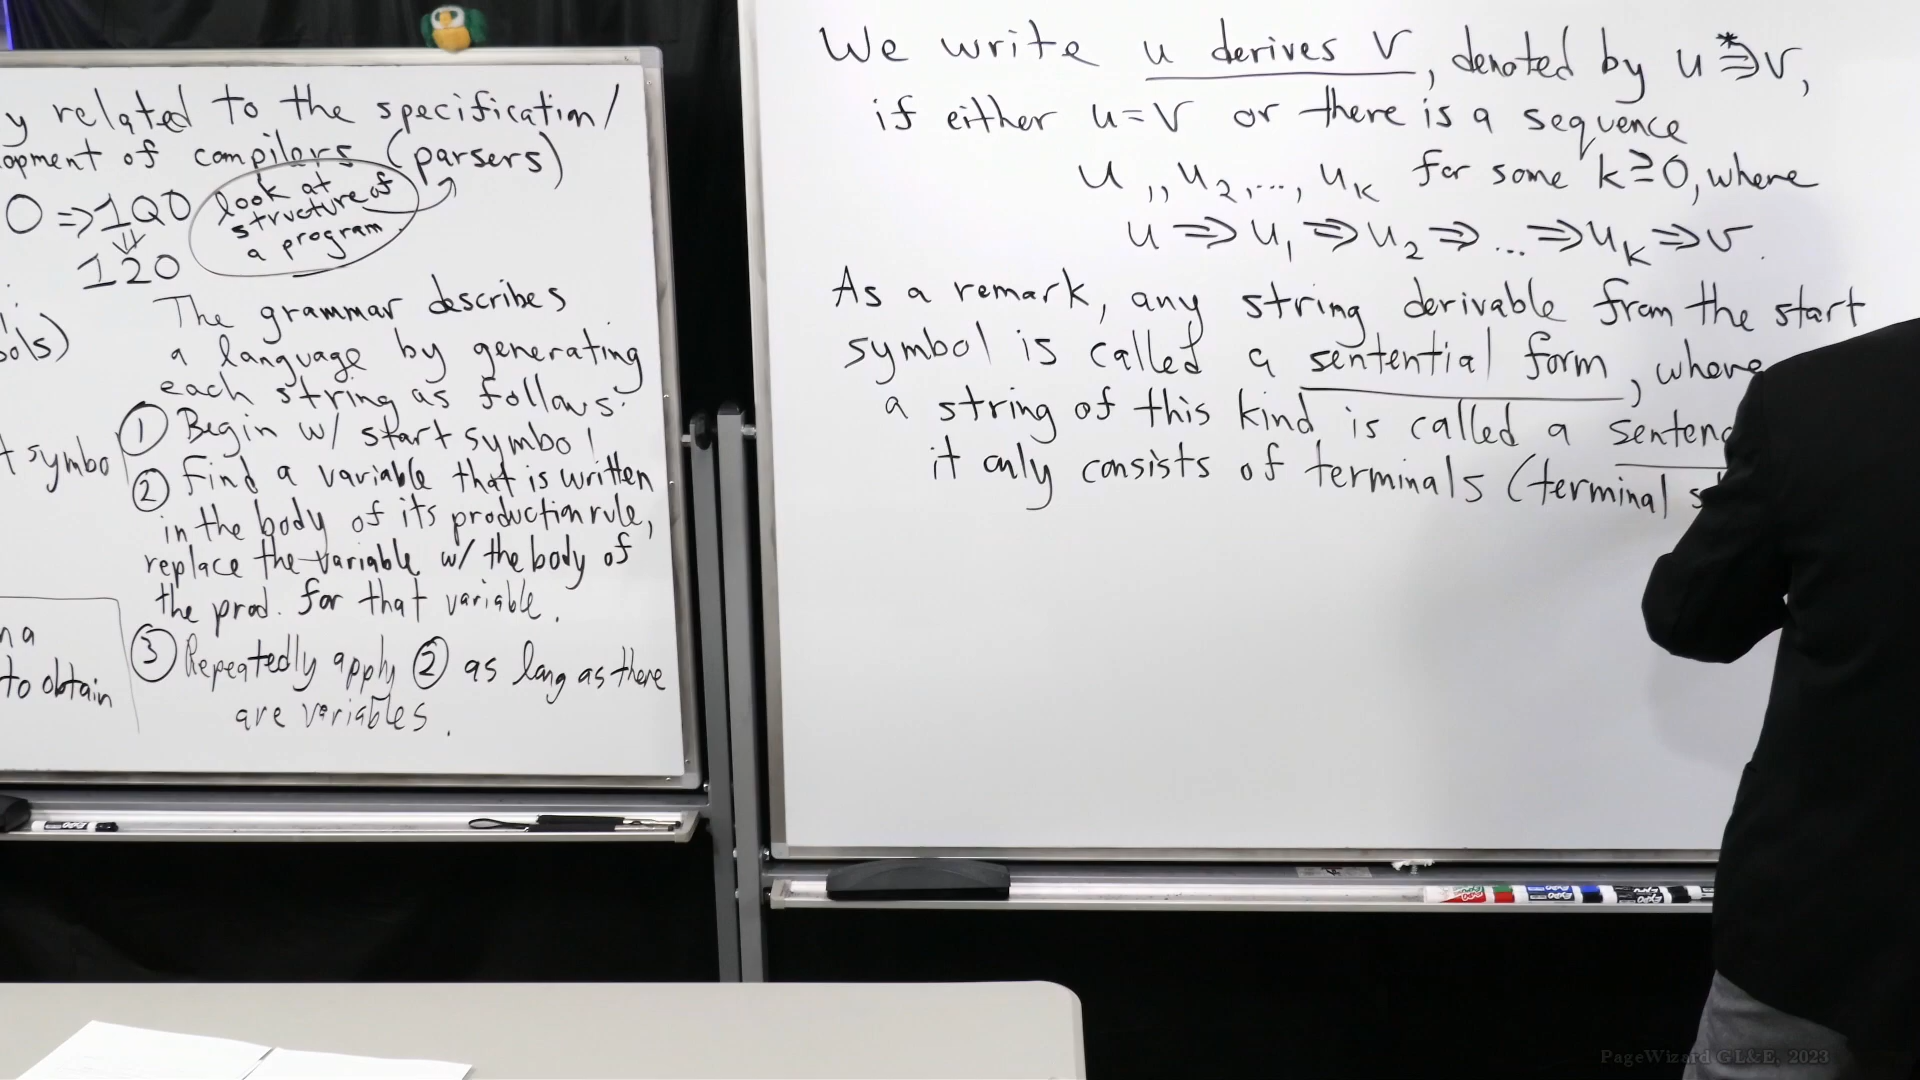 y related to the specification/
opment of compilers (parsers)
0 ⇒ 1Q0
⇓
120
look at
structure of
a program
ols)
The grammar describes
a language by generating
each string as follows:
① Begin w/ start symbol
t symbol
② Find a variable that is written
in the body of its production rule,
replace the variable w/ the body of
the prod. for that variable.
③ Repeatedly apply ② as long as there
are variables.
n a
to obtain
We write u derives v, denoted by u ⇒* v,
if either u=v or there is a sequence
u₁, u₂, ..., uₖ for some k≥0, where
u ⇒ u₁ ⇒ u₂ ⇒ ... ⇒ uₖ ⇒ v.
As a remark, any string derivable from the start
symbol is called a sentential form, where
a string of this kind is called a senten
it only consists of terminals (terminal s
PageWizard GL&E, 2023